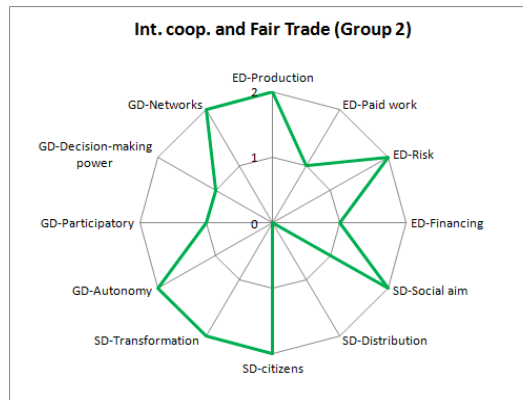 Int. coop. and Fair Trade (Group 2)
ED-Production
2
GD-Networks
ED-Paid work
GD-Decision-making
power
1
ED-Risk
GD-Participatory
0
ED-Financing
GD-Autonomy
SD-Social aim
SD-Transformation
SD-Distribution
SD-citizens